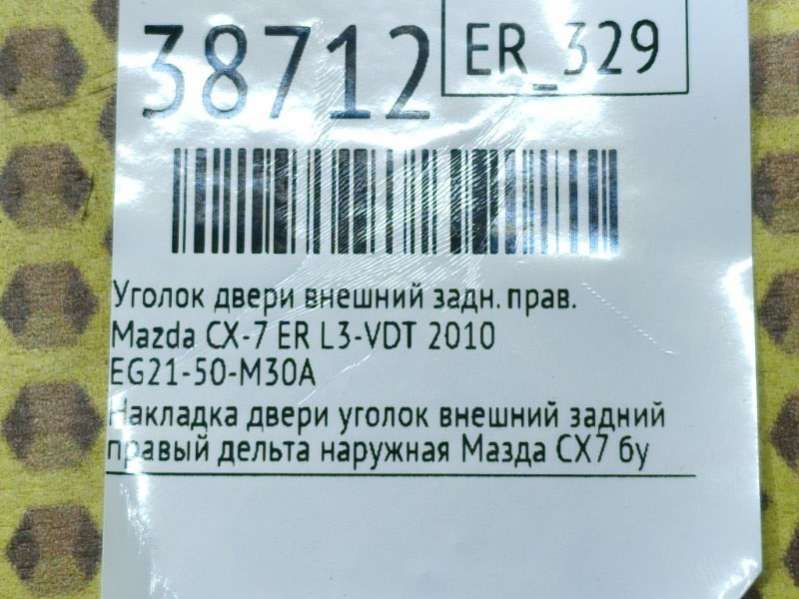 38712
ER_329
Уголок двери внешний задн. прав.
Mazda CX-7 ER L3-VDT 2010
EG21-50-M30A
Накладка двери уголок внешний задний
правый дельта наружная Мазда СХ7 бу